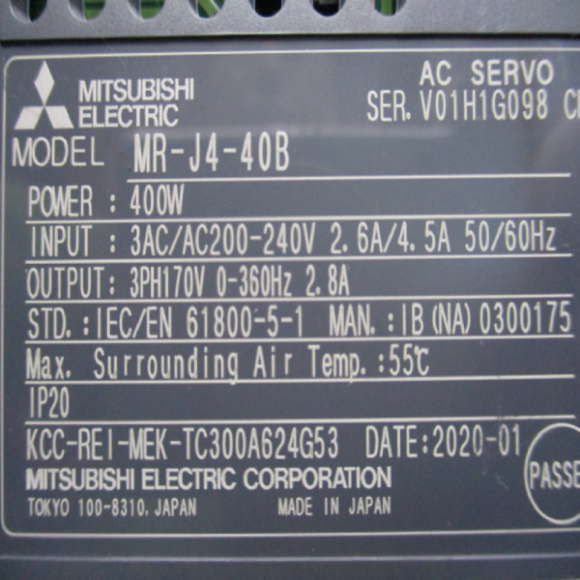 MITSUBISHI
ELECTRIC
AC SERVO
SER. V01H1G098
MODEL MR-J4-40B
POWER : 400W
INPUT : 3AC/AC200-240V 2.6A/4.5A 50/60Hz
OUTPUT: 3PH170V 0-360Hz 2.8A
STD.:IEC/EN 61800-5-1 MAN.:IB(NA)0300175
Max. Surrounding Air Temp.:55℃
IP20
KCC-REI-MEK-TC300A624G53 DATE:2020-01
MITSUBISHI ELECTRIC CORPORATION
TOKYO 100-8310, JAPAN MADE IN JAPAN
PASSE